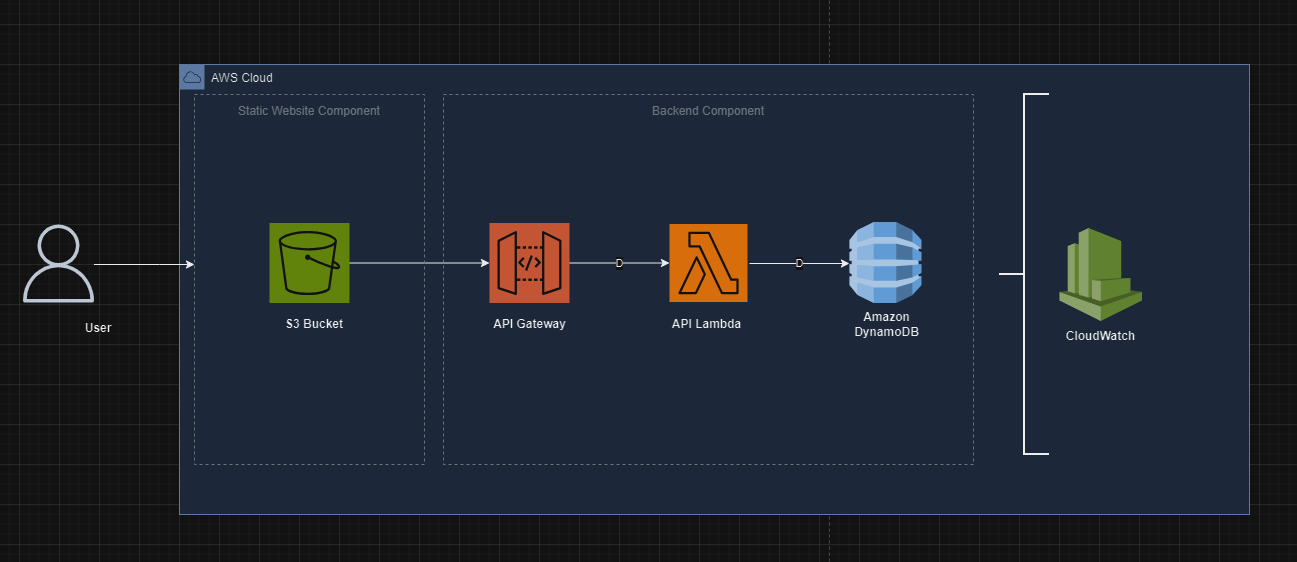 AWS Cloud
Static Website Component
Backend Component
</>
User
S3 Bucket
API Gateway
D
API Lambda
D
Amazon
DynamoDB
CloudWatch